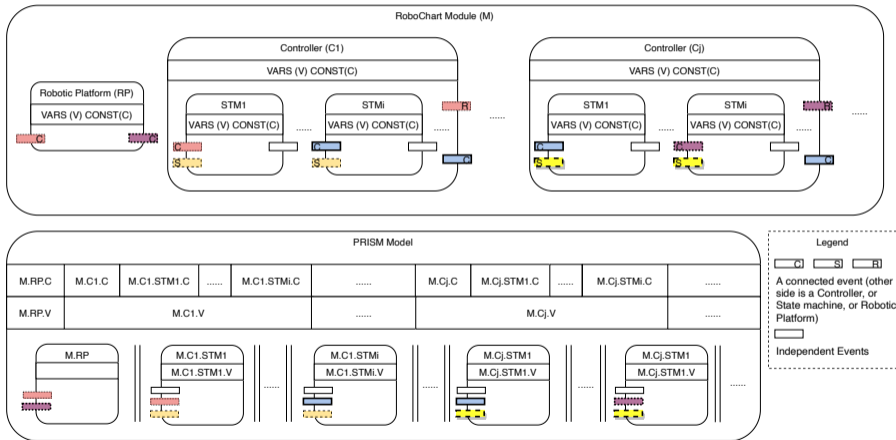 RoboChart Module (M)
Controller (C1)
VARS (V) CONST(C)
Controller (Cj)
VARS (V) CONST(C)
......
Robotic Platform (RP)
VARS (V) CONST(C)
C
C
STM1
VARS (V) CONST(C)
C
S
......
STMi
VARS (V) CONST(C)
C
S
......
R
C
......
STM1
VARS (V) CONST(C)
C
S
......
STMi
VARS (V) CONST(C)
C
S
......
R
C
......
PRISM Model
M.RP.C
M.C1.C
M.C1.STM1.C
......
M.C1.STMi.C
......
M.Cj.C
M.Cj.STM1.C
......
M.Cj.STMi.C
......
M.RP.V
M.C1.V
......
M.Cj.V
......
M.RP
M.C1.STM1
M.C1.STM1.V
......
M.C1.STMi
M.C1.STMi.V
......
M.Cj.STM1
M.Cj.STM1.V
......
M.Cj.STM1
M.Cj.STM1.V
......
Legend
C
S
R
A connected event (other
side is a Controller, or
State machine, or Robotic
Platform)
Independent Events